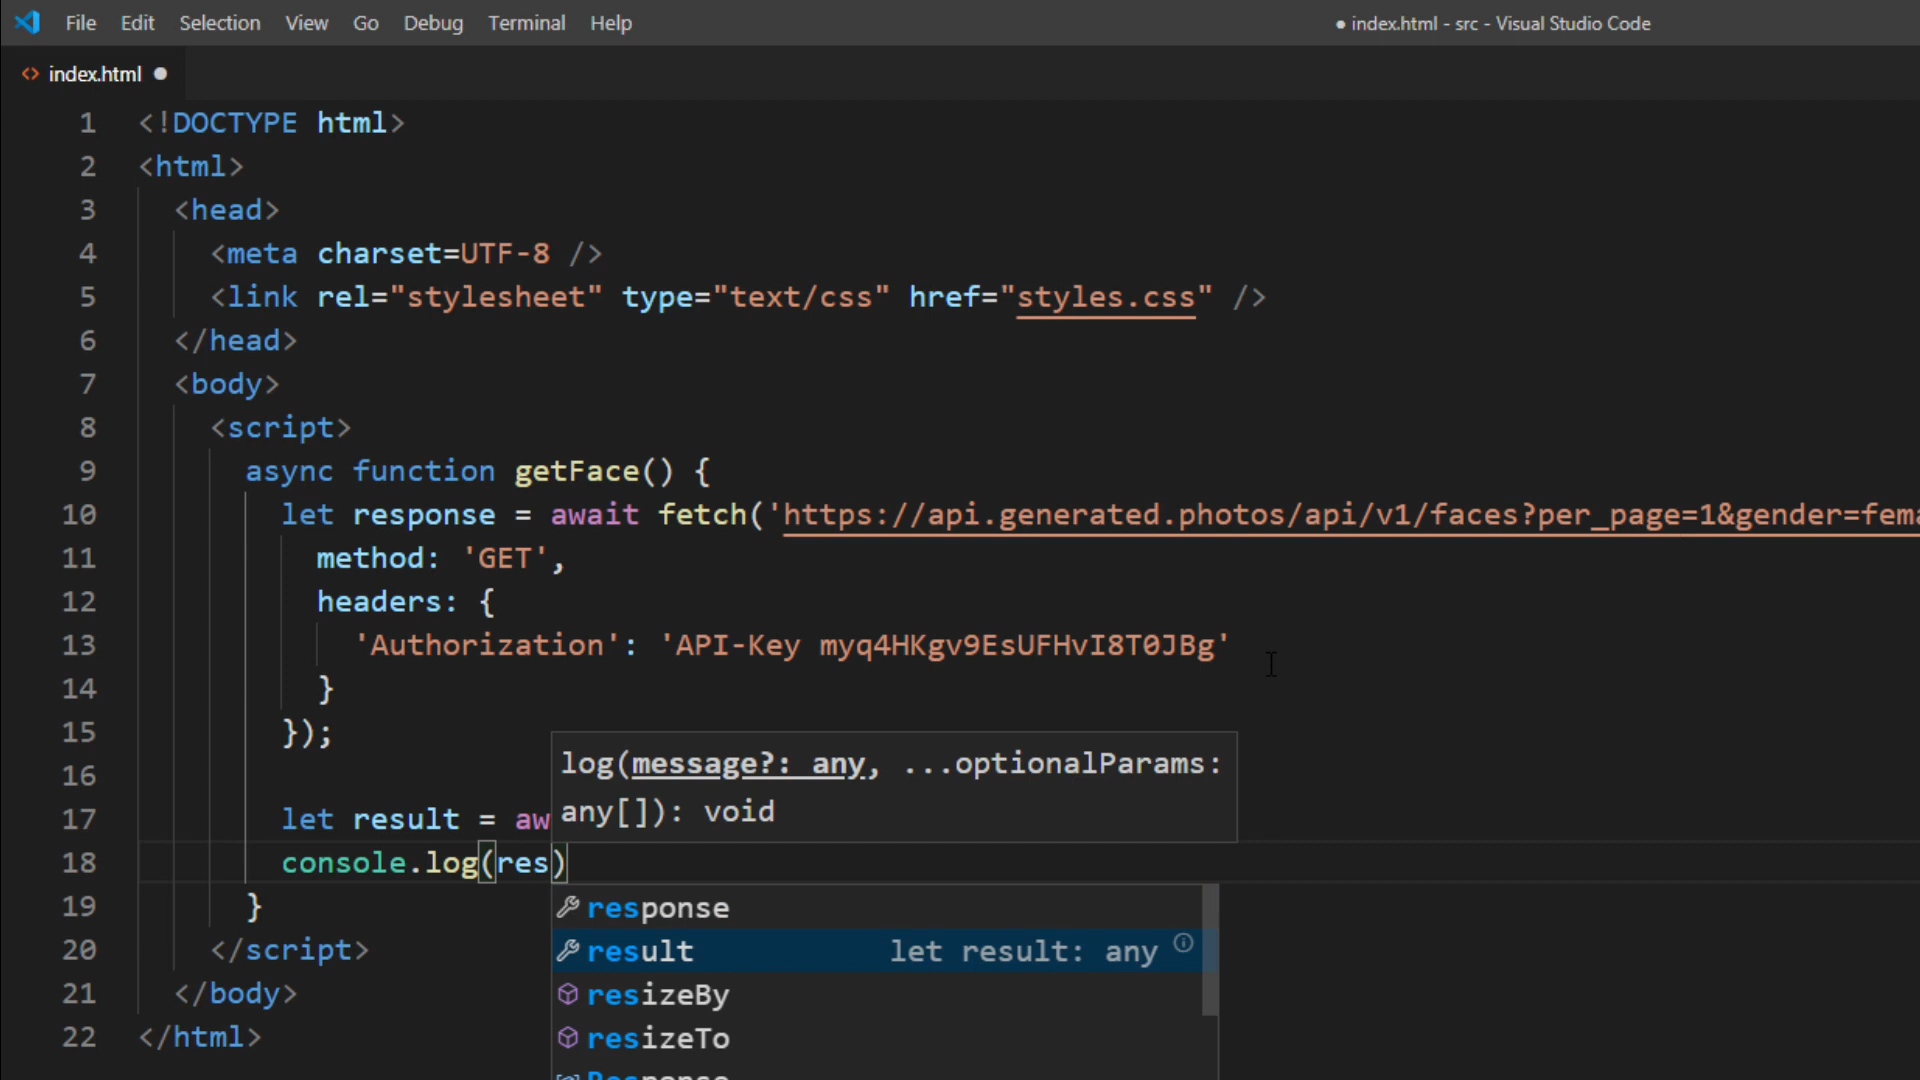 File Edit Selection View Go Debug Terminal Help
● index.html - src - Visual Studio Code
<> index.html ●
1 <!DOCTYPE html>
2 <html>
3 <head>
4 <meta charset=UTF-8 />
5 <link rel="stylesheet" type="text/css" href="styles.css" />
6 </head>
7 <body>
8 <script>
9 async function getFace() {
10 let response = await fetch('https://api.generated.photos/api/v1/faces?per_page=1&gender=fema
11 method: 'GET',
12 headers: {
13 'Authorization': 'API-Key myq4HKgv9EsUFHvI8T0JBg'
14 }
15 });
16
log(message?: any, ...optionalParams:
any[]): void
17 let result = aw
18 console.log(res)
19 }
20 </script>
21 </body>
22 </html>
response
result let result: any
resizeBy
resizeTo
Response